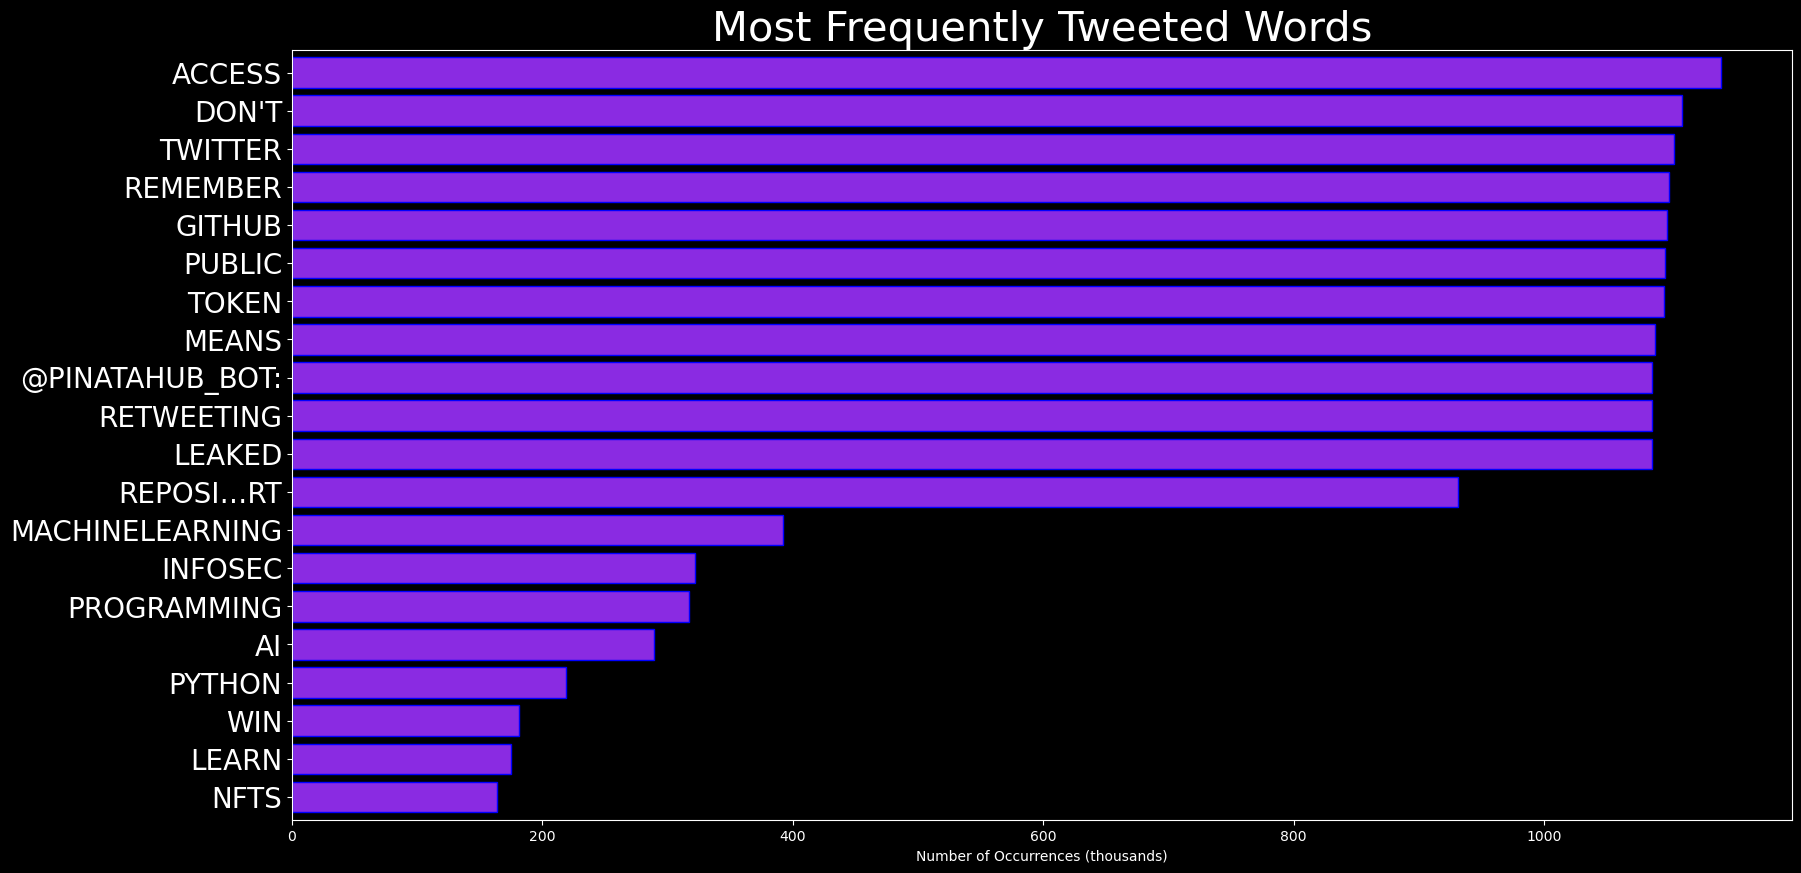 Most Frequently Tweeted Words
ACCESS
DON'T
TWITTER
REMEMBER
GITHUB
PUBLIC
TOKEN
MEANS
@PINATAHUB_BOT:
RETWEETING
LEAKED
REPOSI…RT
MACHINELEARNING
INFOSEC
PROGRAMMING
AI
PYTHON
WIN
LEARN
NFTS
0 200 400 600 800 1000
Number of Occurrences (thousands)